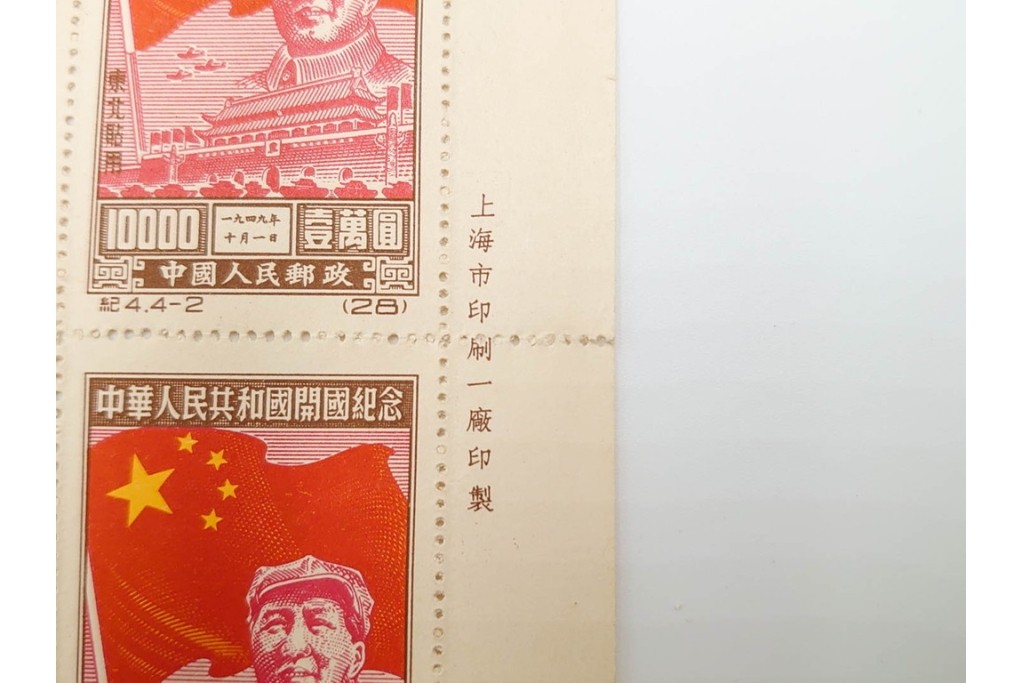 東北貼用
10000
一九四九年
十月一日
壹萬圓
中國人民郵政
紀4.4-2
(28)
上海市印刷一廠印製
中華人民共和國開國紀念